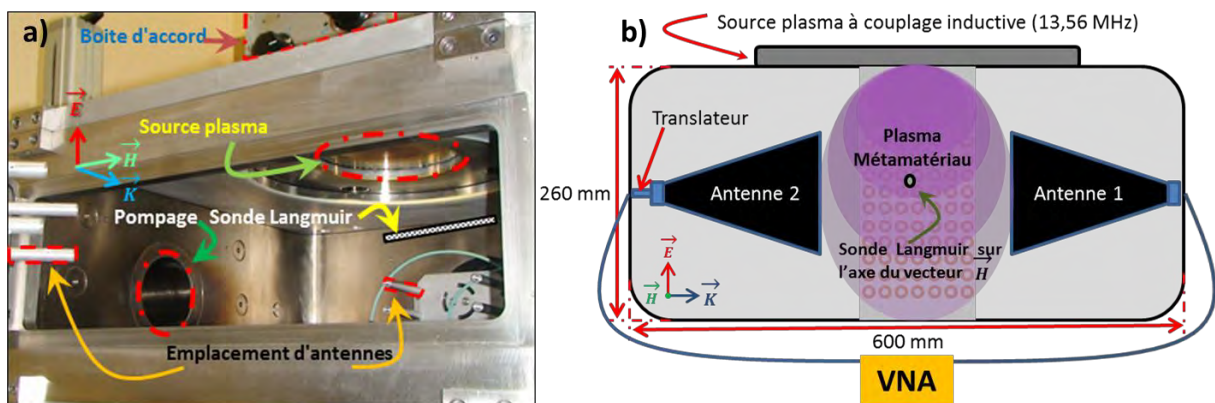 a)
Boite d'accord
E
Source plasma
H
K
Pompage
Sonde Langmuir
Emplacement d'antennes
b)
Source plasma à couplage inductive (13,56 MHz)
Translateur
Plasma
Métamatériau
260 mm
Antenne 2
Antenne 1
Sonde Langmuir sur
l'axe du vecteur H
E
H
K
600 mm
VNA